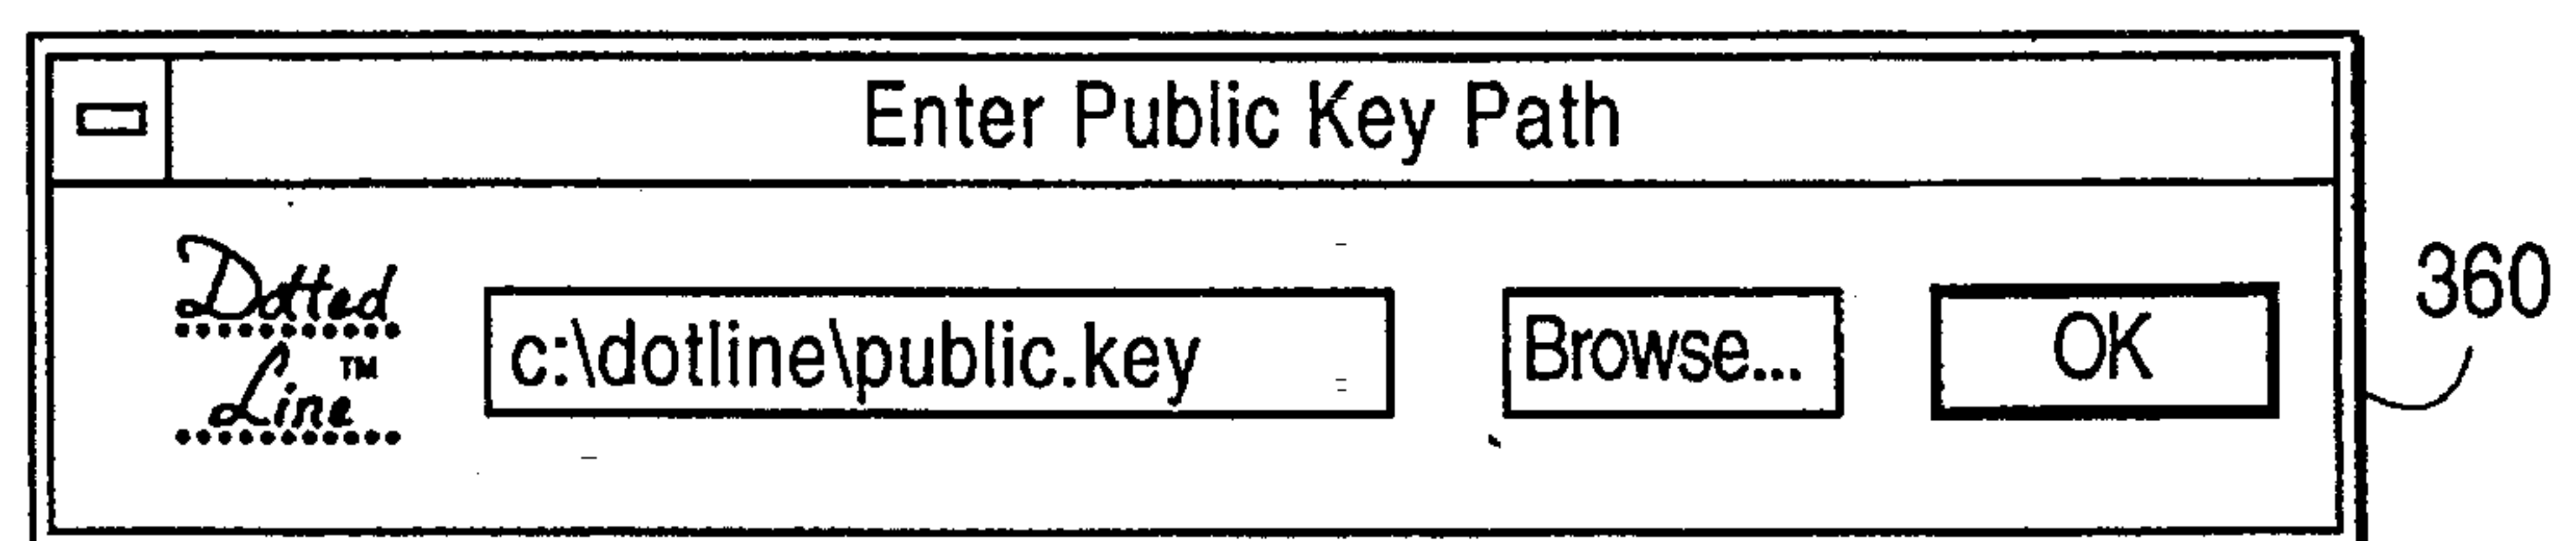 Enter Public Key Path
Dotted
Line™
c:\dotline\public.key
Browse...
OK
360